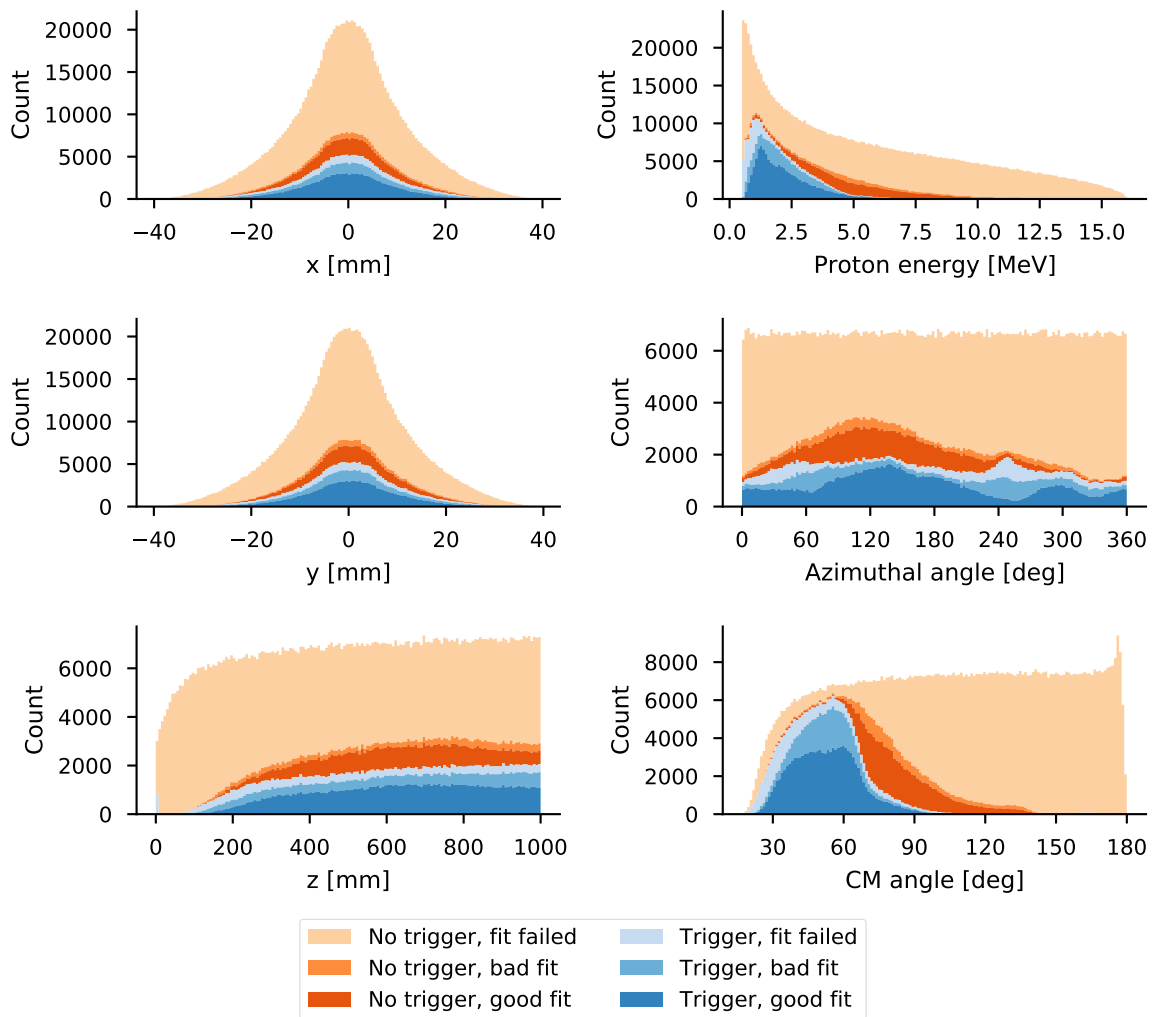 20000
15000
10000
5000
0
Count
−40 −20 0 20 40
x [mm]
20000
15000
10000
5000
0
Count
0.0 2.5 5.0 7.5 10.0 12.5 15.0
Proton energy [MeV]
20000
15000
10000
5000
0
Count
−40 −20 0 20 40
y [mm]
6000
4000
2000
0
Count
0 60 120 180 240 300 360
Azimuthal angle [deg]
6000
4000
2000
0
Count
0 200 400 600 800 1000
z [mm]
8000
6000
4000
2000
0
Count
30 60 90 120 150 180
CM angle [deg]
No trigger, fit failed
No trigger, bad fit
No trigger, good fit
Trigger, fit failed
Trigger, bad fit
Trigger, good fit